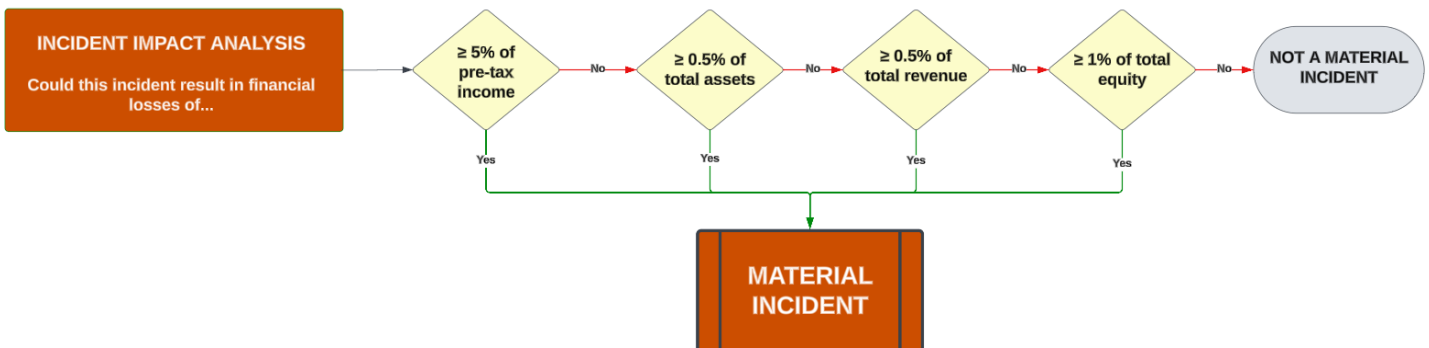 INCIDENT IMPACT ANALYSIS
Could this incident result in financial
losses of...
≥ 5% of
pre-tax
income
No
≥ 0.5% of
total assets
No
≥ 0.5% of
total revenue
No
≥ 1% of total
equity
No
NOT A MATERIAL
INCIDENT
Yes
Yes
Yes
Yes
MATERIAL
INCIDENT